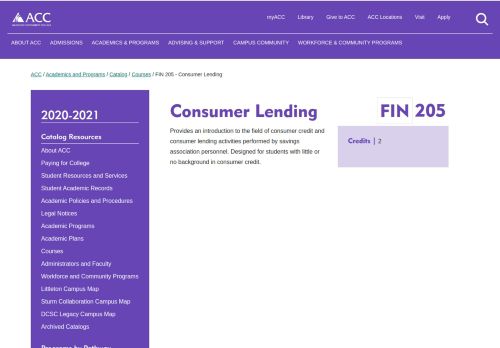 myACC Library Give to ACC ACC Locations Visit Apply
ACC
ABOUT ACC ADMISSIONS ACADEMICS & PROGRAMS ADVISING & SUPPORT CAMPUS COMMUNITY WORKFORCE & COMMUNITY PROGRAMS
ACC / Academics and Programs / Catalog / Courses / FIN 205 - Consumer Lending
2020-2021
Catalog Resources
About ACC
Paying for College
Student Resources and Services
Student Academic Records
Academic Policies and Procedures
Legal Notices
Academic Programs
Academic Plans
Courses
Administrators and Faculty
Workforce and Community Programs
Littleton Campus Map
Sturm Collaboration Campus Map
DCSC Legacy Campus Map
Archived Catalogs
Programs by Pathway
Consumer Lending
Provides an introduction to the field of consumer credit and
consumer lending activities performed by savings
association personnel. Designed for students with little or
no background in consumer credit.
FIN 205
Credits | 2